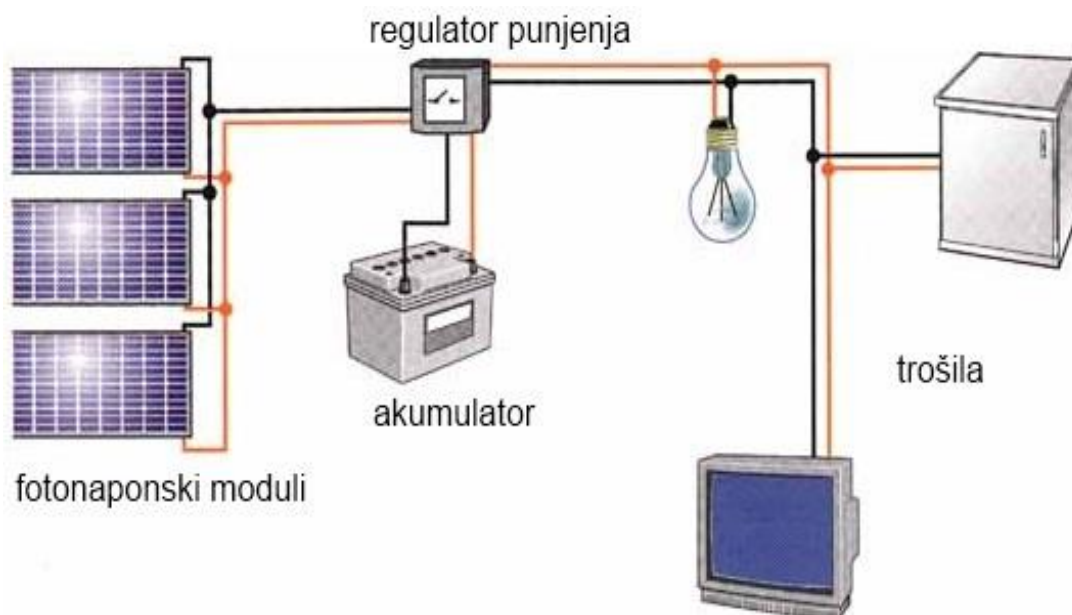 regulator punjenja
trošila
akumulator
fotonaponski moduli